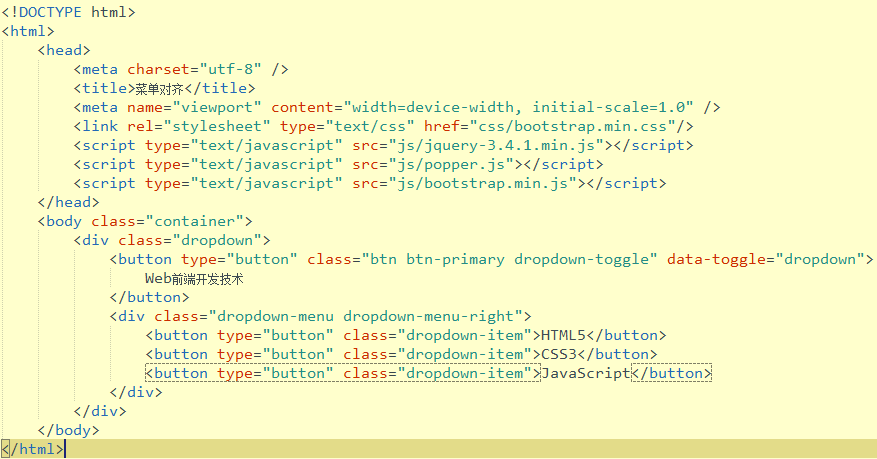 <!DOCTYPE html>
<html>
    <head>
        <meta charset="utf-8" />
        <title>菜单对齐</title>
        <meta name="viewport" content="width=device-width, initial-scale=1.0" />
        <link rel="stylesheet" type="text/css" href="css/bootstrap.min.css"/>
        <script type="text/javascript" src="js/jquery-3.4.1.min.js"></script>
        <script type="text/javascript" src="js/popper.js"></script>
        <script type="text/javascript" src="js/bootstrap.min.js"></script>
    </head>
    <body class="container">
        <div class="dropdown">
            <button type="button" class="btn btn-primary dropdown-toggle" data-toggle="dropdown">
                Web前端开发技术
            </button>
            <div class="dropdown-menu dropdown-menu-right">
                <button type="button" class="dropdown-item">HTML5</button>
                <button type="button" class="dropdown-item">CSS3</button>
                <button type="button" class="dropdown-item">JavaScript</button>
            </div>
        </div>
    </body>
</html>